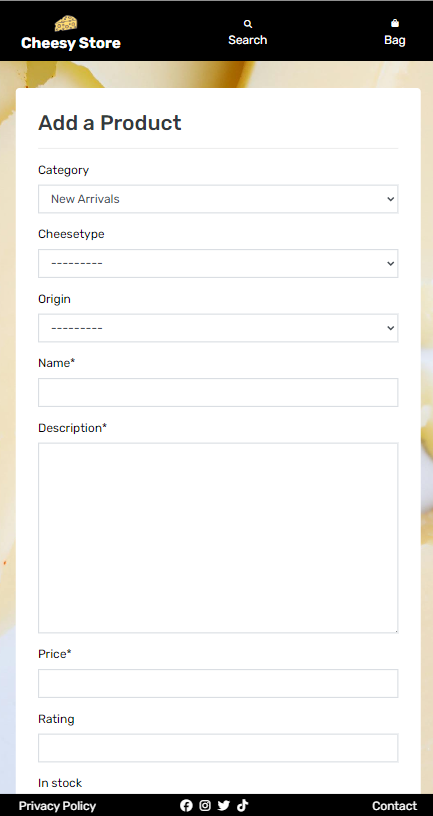 Cheesy Store
Search
Bag
Add a Product
Category
New Arrivals
Cheesetype
---------
Origin
---------
Name*
Description*
Price*
Rating
In stock
Privacy Policy
Contact